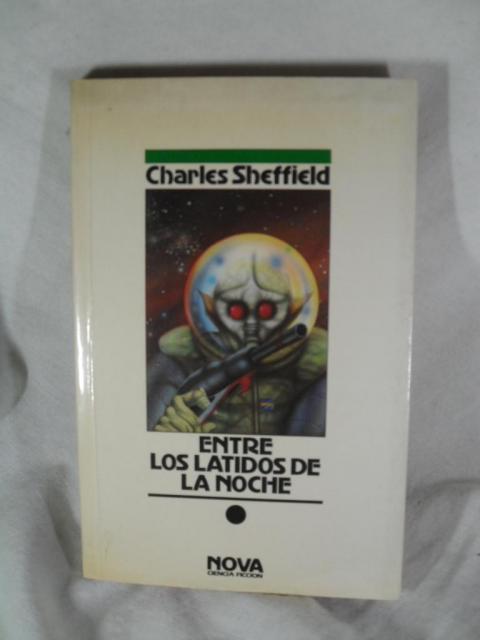 Charles Sheffield
ENTRE
LOS LATIDOS DE
LA NOCHE
NOVA
CIENCIA FICCION